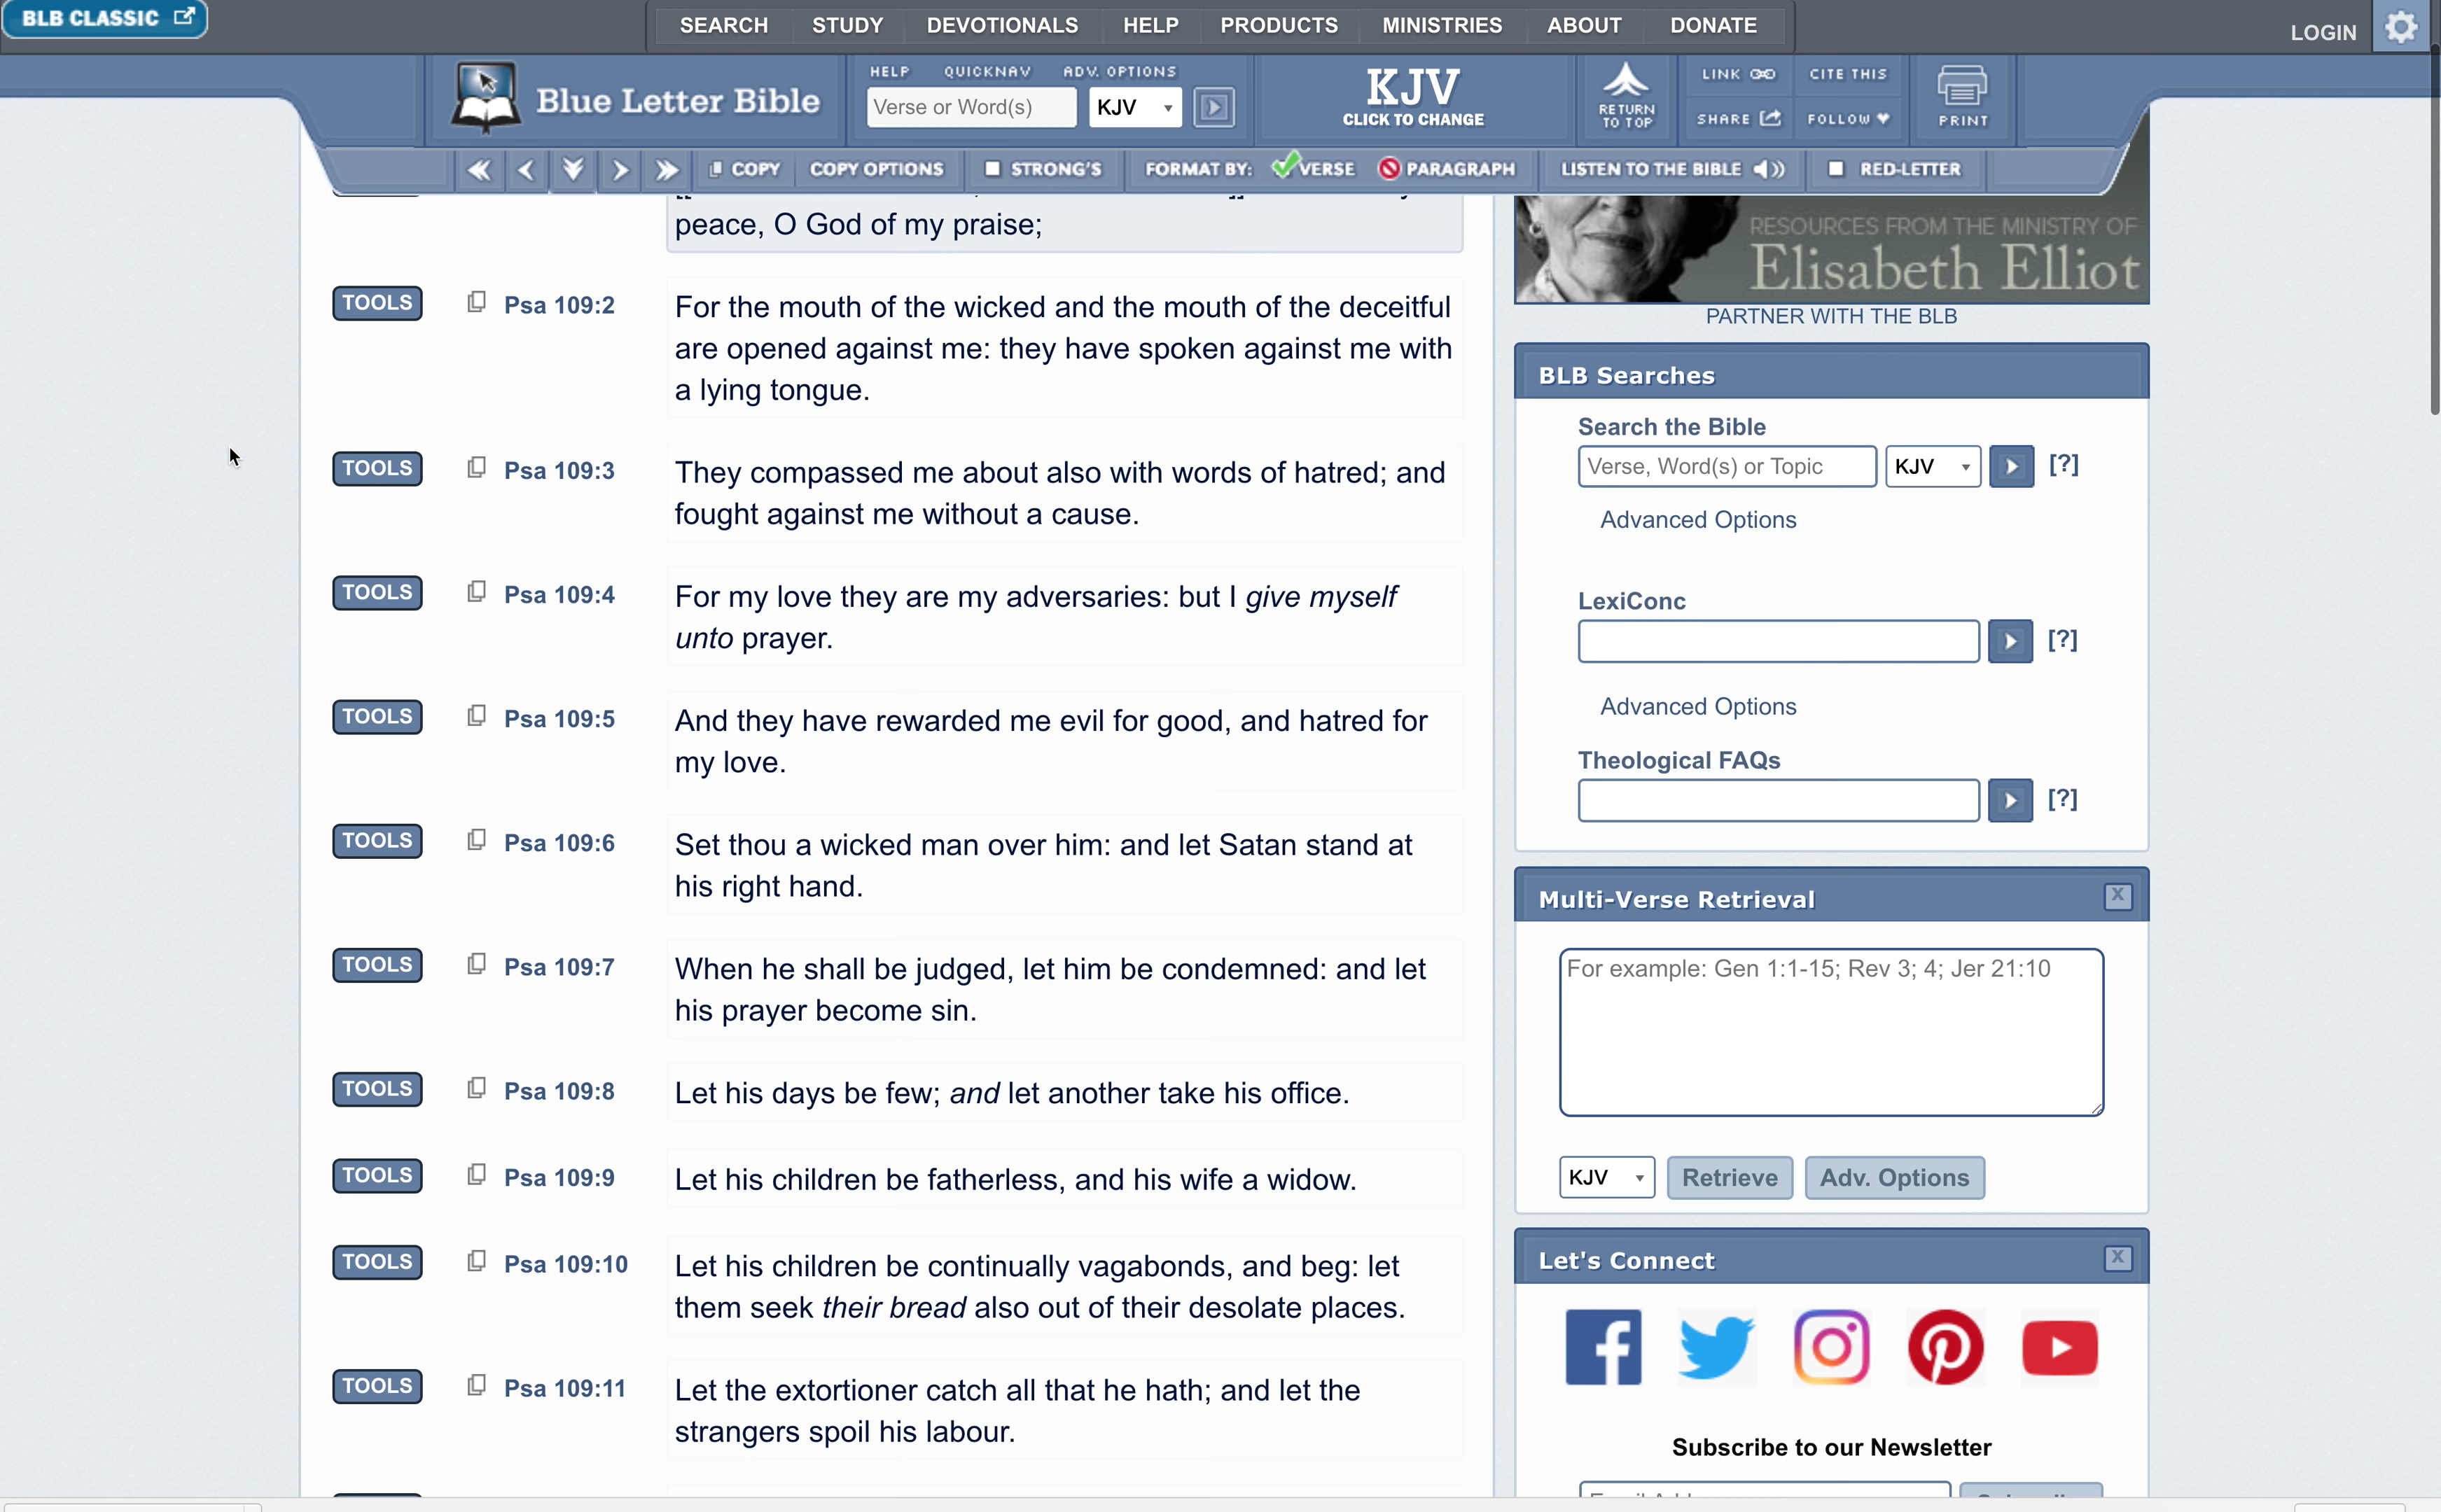 BLB CLASSIC
SEARCH STUDY DEVOTIONALS HELP PRODUCTS MINISTRIES ABOUT DONATE
LOGIN
Blue Letter Bible
HELP QUICKNAV ADV. OPTIONS
Verse or Word(s) KJV
KJV
CLICK TO CHANGE
RETURN
TO TOP
LINK CITE THIS
SHARE FOLLOW
PRINT
COPY COPY OPTIONS STRONG'S FORMAT BY: VERSE PARAGRAPH LISTEN TO THE BIBLE RED-LETTER
peace, O God of my praise;
TOOLS Psa 109:2 For the mouth of the wicked and the mouth of the deceitful
are opened against me: they have spoken against me with
a lying tongue.
TOOLS Psa 109:3 They compassed me about also with words of hatred; and
fought against me without a cause.
TOOLS Psa 109:4 For my love they are my adversaries: but I give myself
unto prayer.
TOOLS Psa 109:5 And they have rewarded me evil for good, and hatred for
my love.
TOOLS Psa 109:6 Set thou a wicked man over him: and let Satan stand at
his right hand.
TOOLS Psa 109:7 When he shall be judged, let him be condemned: and let
his prayer become sin.
TOOLS Psa 109:8 Let his days be few; and let another take his office.
TOOLS Psa 109:9 Let his children be fatherless, and his wife a widow.
TOOLS Psa 109:10 Let his children be continually vagabonds, and beg: let
them seek their bread also out of their desolate places.
TOOLS Psa 109:11 Let the extortioner catch all that he hath; and let the
strangers spoil his labour.
RESOURCES FROM THE MINISTRY OF
Elisabeth Elliot
PARTNER WITH THE BLB
BLB Searches
Search the Bible
Verse, Word(s) or Topic KJV [?]
Advanced Options
LexiConc
[?]
Advanced Options
Theological FAQs
[?]
Multi-Verse Retrieval X
For example: Gen 1:1-15; Rev 3; 4; Jer 21:10
KJV Retrieve Adv. Options
Let's Connect X
Subscribe to our Newsletter